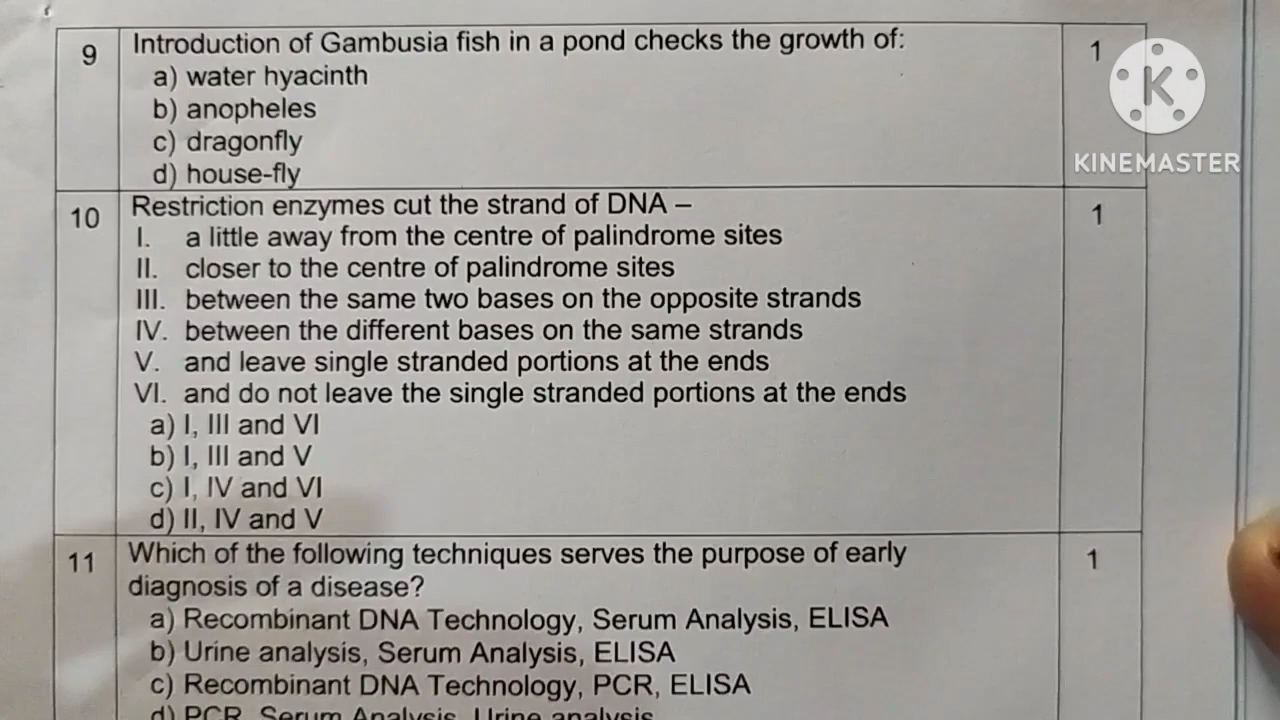 9 Introduction of Gambusia fish in a pond checks the growth of: 1
a) water hyacinth
b) anopheles
c) dragonfly
d) house-fly
K
KINEMASTER
10 Restriction enzymes cut the strand of DNA – 1
I. a little away from the centre of palindrome sites
II. closer to the centre of palindrome sites
III. between the same two bases on the opposite strands
IV. between the different bases on the same strands
V. and leave single stranded portions at the ends
VI. and do not leave the single stranded portions at the ends
a) I, III and VI
b) I, III and V
c) I, IV and VI
d) II, IV and V
11 Which of the following techniques serves the purpose of early 1
diagnosis of a disease?
a) Recombinant DNA Technology, Serum Analysis, ELISA
b) Urine analysis, Serum Analysis, ELISA
c) Recombinant DNA Technology, PCR, ELISA
d) PCR, Serum Analysis, Urine analysis